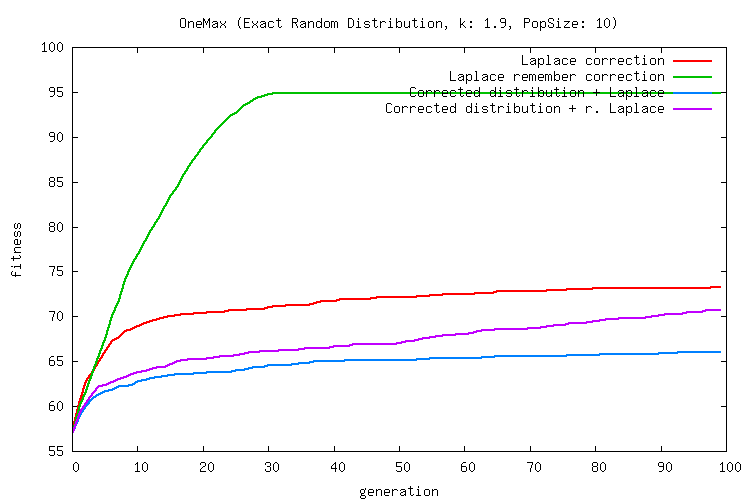 OneMax (Exact Random Distribution, k: 1.9, PopSize: 10)
100
95
90
85
80
75
70
65
60
55
fitness
Laplace correction
Laplace remember correction
Corrected distribution + Laplace
Corrected distribution + r. Laplace
0 10 20 30 40 50 60 70 80 90 100
generation